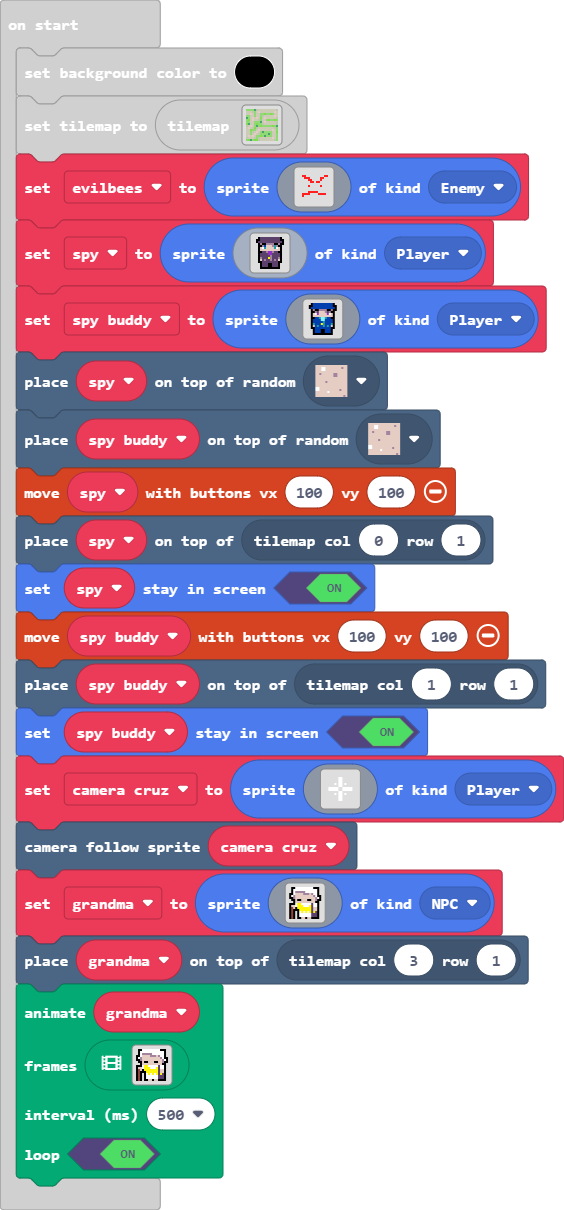 on start
set background color to
set tilemap to tilemap
set evilbees to sprite of kind Enemy
set spy to sprite of kind Player
set spy buddy to sprite of kind Player
place spy on top of random
place spy buddy on top of random
move spy with buttons vx 100 vy 100
place spy on top of tilemap col 0 row 1
set spy stay in screen ON
move spy buddy with buttons vx 100 vy 100
place spy buddy on top of tilemap col 1 row 1
set spy buddy stay in screen ON
set camera cruz to sprite of kind Player
camera follow sprite camera cruz
set grandma to sprite of kind NPC
place grandma on top of tilemap col 3 row 1
animate grandma
frames
interval (ms) 500
loop ON